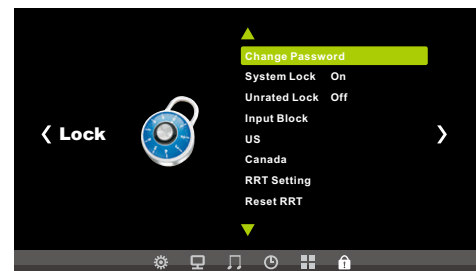 Lock
Change Password
System Lock On
Unrated Lock Off
Input Block
US
Canada
RRT Setting
Reset RRT